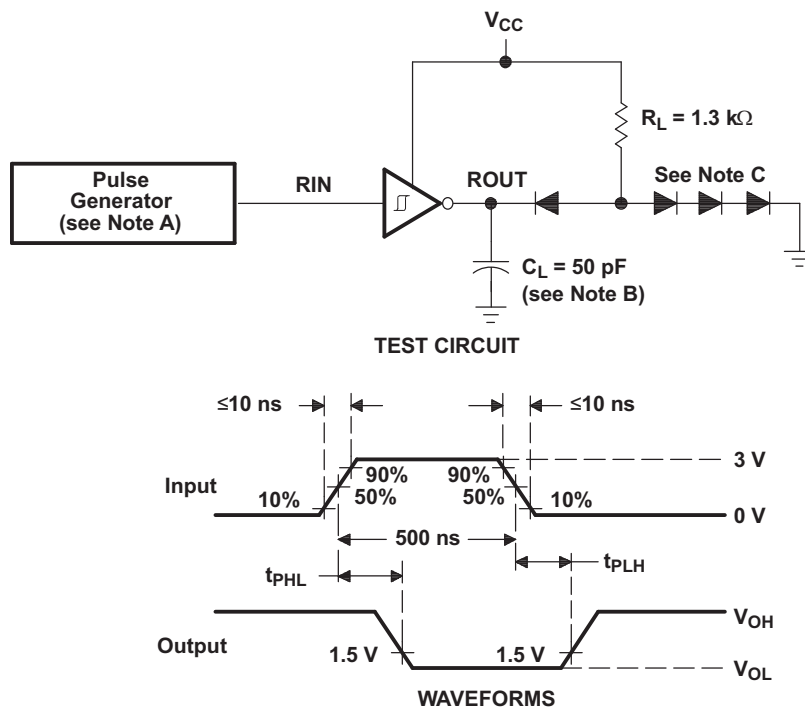 VCC
RL = 1.3 kΩ
Pulse
Generator
(see Note A)
RIN
ROUT
See Note C
CL = 50 pF
(see Note B)
TEST CIRCUIT
≤10 ns
≤10 ns
Input
10%
90%
50%
90%
50%
10%
3 V
0 V
500 ns
tPHL
tPLH
Output
1.5 V
1.5 V
VOH
VOL
WAVEFORMS